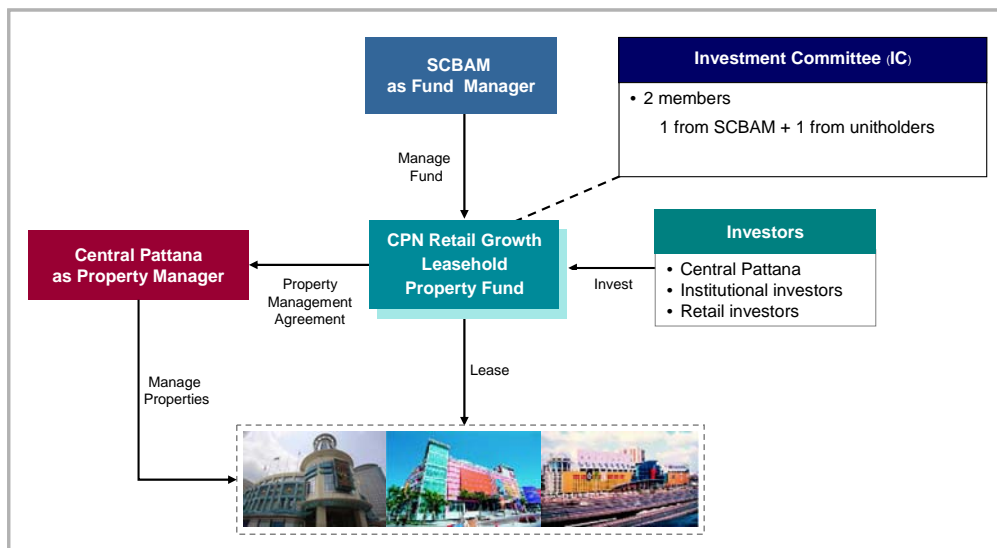 SCBAM
as Fund Manager
Investment Committee (IC)
• 2 members
1 from SCBAM + 1 from unitholders
Manage
Fund
Central Pattana
as Property Manager
CPN Retail Growth
Leasehold
Property Fund
Investors
• Central Pattana
• Institutional investors
• Retail investors
Property
Management
Agreement
Invest
Manage
Properties
Lease